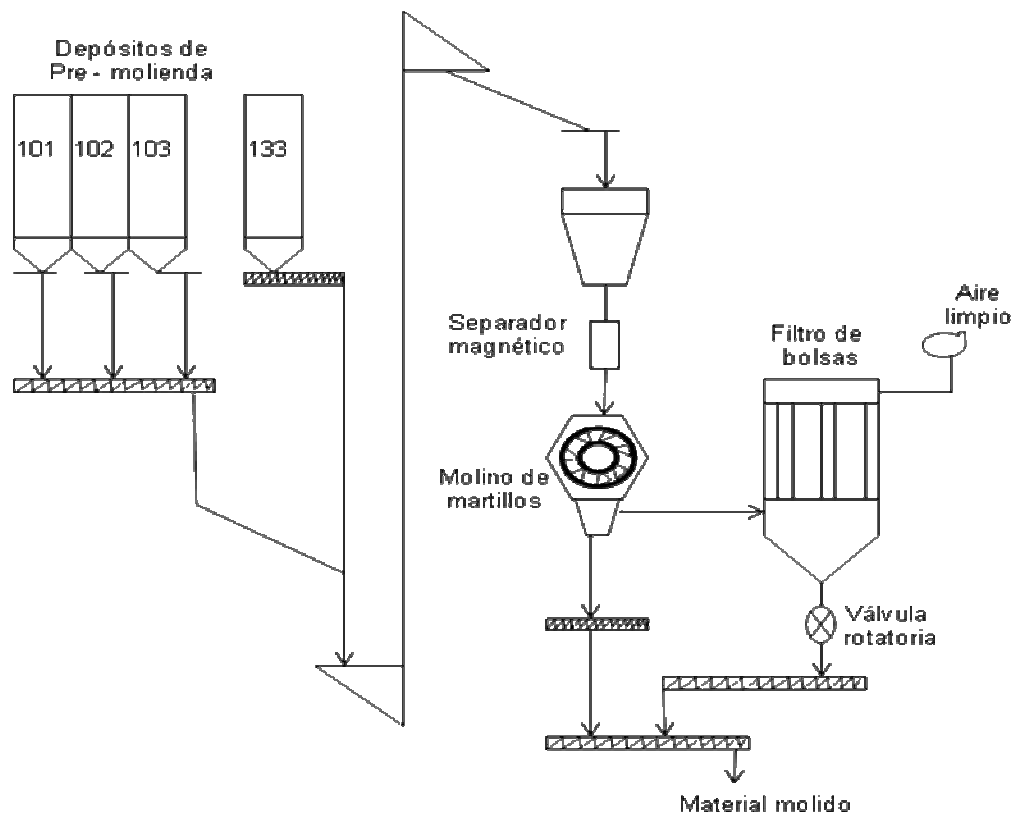 Depósitos de
Pre - molienda
101 102 103 133
Separador
magnético
Aire
limpio
Filtro de
bolsas
Molino de
martillos
Válvula
rotatoria
Material molido